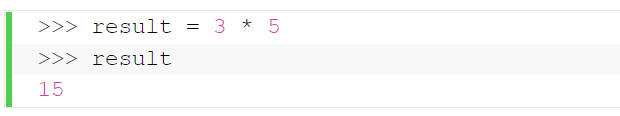 >>> result = 3 * 5
>>> result
15